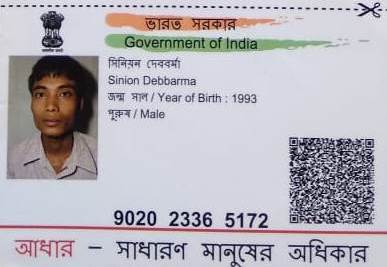 ভারত সরকার
Government of India
সিনিয়ন দেববর্মা
Sinion Debbarma
জন্ম সাল / Year of Birth : 1993
পুরুষ / Male
9020 2336 5172
আধার – সাধারণ মানুষের অধিকার